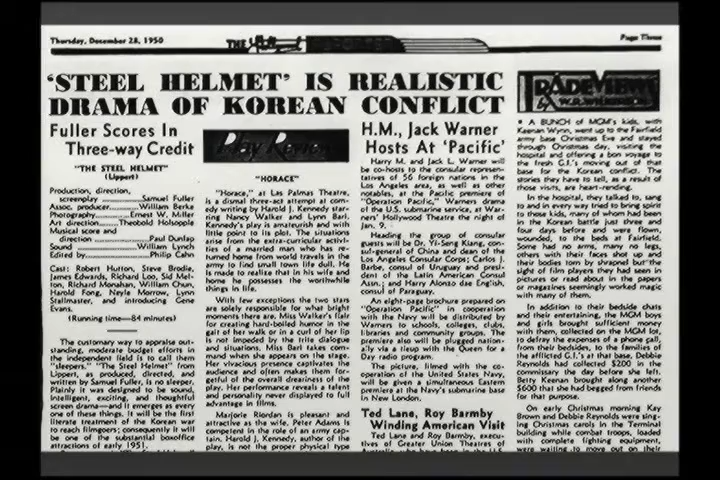 Thursday, December 28, 1950
THE
Page Three
'STEEL HELMET' IS REALISTIC
DRAMA OF KOREAN CONFLICT
Fuller Scores In
Three-way Credit
"THE STEEL HELMET"
(Lippert)
Production, direction,
screenplay Samuel Fuller
Assoc. producer William Berke
Photography Ernest W. Miller
Art direction Theobold Holsopple
Musical score and
direction Paul Dunlap
Sound William Lynch
Edited by Philip Cahn
Cast: Robert Hutton, Steve Brodie,
James Edwards, Richard Loo, Sid Mel-
ton, Richard Monahan, William Chun,
Harold Fong, Neyle Morrow, Lynn
Stallmaster, and introducing Gene
Evans.
(Running time—84 minutes)
The customary way to appraise out-
standing, moderate budget efforts in
the independent field is to call them
"sleepers." "The Steel Helmet" from
Lippert, as produced, directed and
written by Samuel Fuller, is no sleeper.
Plainly it was designed to be sound,
intelligent, exciting, and thoughtful
screen drama—and it emerges as every
one of these things. It will be the first
literate treatment of the Korean war
to reach filmgoers; consequently it will
be one of the substantial boxoffice
attractions of early 1951.
Play Review
"HORACE"
"Horace," at Las Palmas Theatre,
is a dismal three-act attempt at com-
edy writing by Harold J. Kennedy star-
ring Nancy Walker and Lynn Bari.
Kennedy's play is amateurish and with
little point to its plot. The situations
arise from the extra-curricular activi-
ties of a married man who has re-
turned home from world travels in the
army to find small town life dull. He
is made to realize that in his wife and
home he possesses the worthwhile
things in life.
With few exceptions the two stars
are solely responsible for what bright
moments there are. Miss Walker's flair
for creating hard-boiled humor in the
gait of her walk or in a curl of her lip
is not impeded by the trite dialogue
and situations. Miss Bari takes com-
mand when she appears on the stage.
Her vivacious presence captivates the
audience and often makes them for-
getful of the overall dreariness of the
play. Her performance reveals a talent
and personality never displayed to full
advantage in films.
Marjorie Riordan is pleasant and
attractive as the wife. Peter Adams is
competent in the role of an army cap-
tain. Harold J. Kennedy, author of the
play, is not the proper physical type
H.M., Jack Warner
Hosts At 'Pacific'
Harry M. and Jack L. Warner will
be co-hosts to the consular represen-
tatives of 56 foreign nations in the
Los Angeles area, as well as other
notables, at the Pacific premiere of
"Operation Pacific," Warners drama
of the U.S. submarine service, at War-
ners' Hollywood Theatre the night of
Jan. 9.
Heading the group of consular
guests will be Dr. Yi-Seng Kiang, con-
sul-general of China and dean of the
Los Angeles Consular Corps; Carlos J.
Barbe, consul of Uruguay and presi-
dent of the Latin American Consul
Assn.; and Harry Alonzo dae English,
consul of Paraguay.
An eight-page brochure prepared on
"Operation Pacific" in cooperation
with the Navy will be distributed by
Warners to schools, colleges, clubs,
libraries and community groups. The
premiere also will be plugged nation-
ally via a tieup with the Queen for a
Day radio program.
The picture, filmed with the co-
operation of the United States Navy,
will be given a simultaneous Eastern
premiere at the Navy's submarine base
in New London.
Ted Lane, Roy Barmby
Winding American Visit
Ted Lane and Roy Barmby, execu-
tives of Greater Union Theatres of
TRADEVIEWS
by W.R. WILKERSON
• A BUNCH of MGM's kids, with
Keenan Wynn, went up to the Fairfield
army base Christmas Eve and stayed
through Christmas day, visiting the
hospital and offering a bon voyage to
the fresh G.I.'s moving out of that
base for the Korean conflict. The
stories they have to tell, as a result of
those visits, are heart-rending.
In the hospital, they talked to, sang
to and in every way tried to bring spirit
to those kids, many of whom had been
in the Korean battle just three and
four days before and were flown,
wounded, to the beds at Fairfield.
Some had no arms, many no legs,
others with their faces shot up and
their bodies torn by shrapnel but the
sight of film players they had seen in
pictures or read about in the papers
or magazines seemingly worked magic
with many of them.
In addition to their bedside chats
and their entertaining, the MGM boys
and girls brought sufficient money
with them, collected on the MGM lot,
to defray the expenses of a phone call,
from their bedsides, to the families of
the afflicted G.I.'s at that base. Debbie
Reynolds had collected $200 in the
commissary the day before she left.
Betty Keenan brought along another
$500 that she had begged from friends
for that purpose.
On early Christmas morning Kay
Brown and Debbie Reynolds were sing-
ing Christmas carols in the Terminal
building while combat troops, loaded
with complete fighting equipment,
were waiting to move out on their